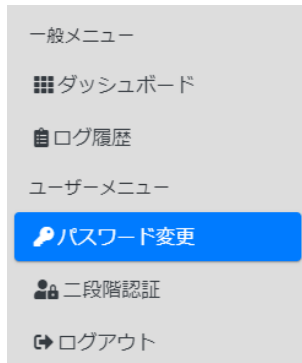 一般メニュー
ダッシュボード
ログ履歴
ユーザーメニュー
パスワード変更
二段階認証
ログアウト